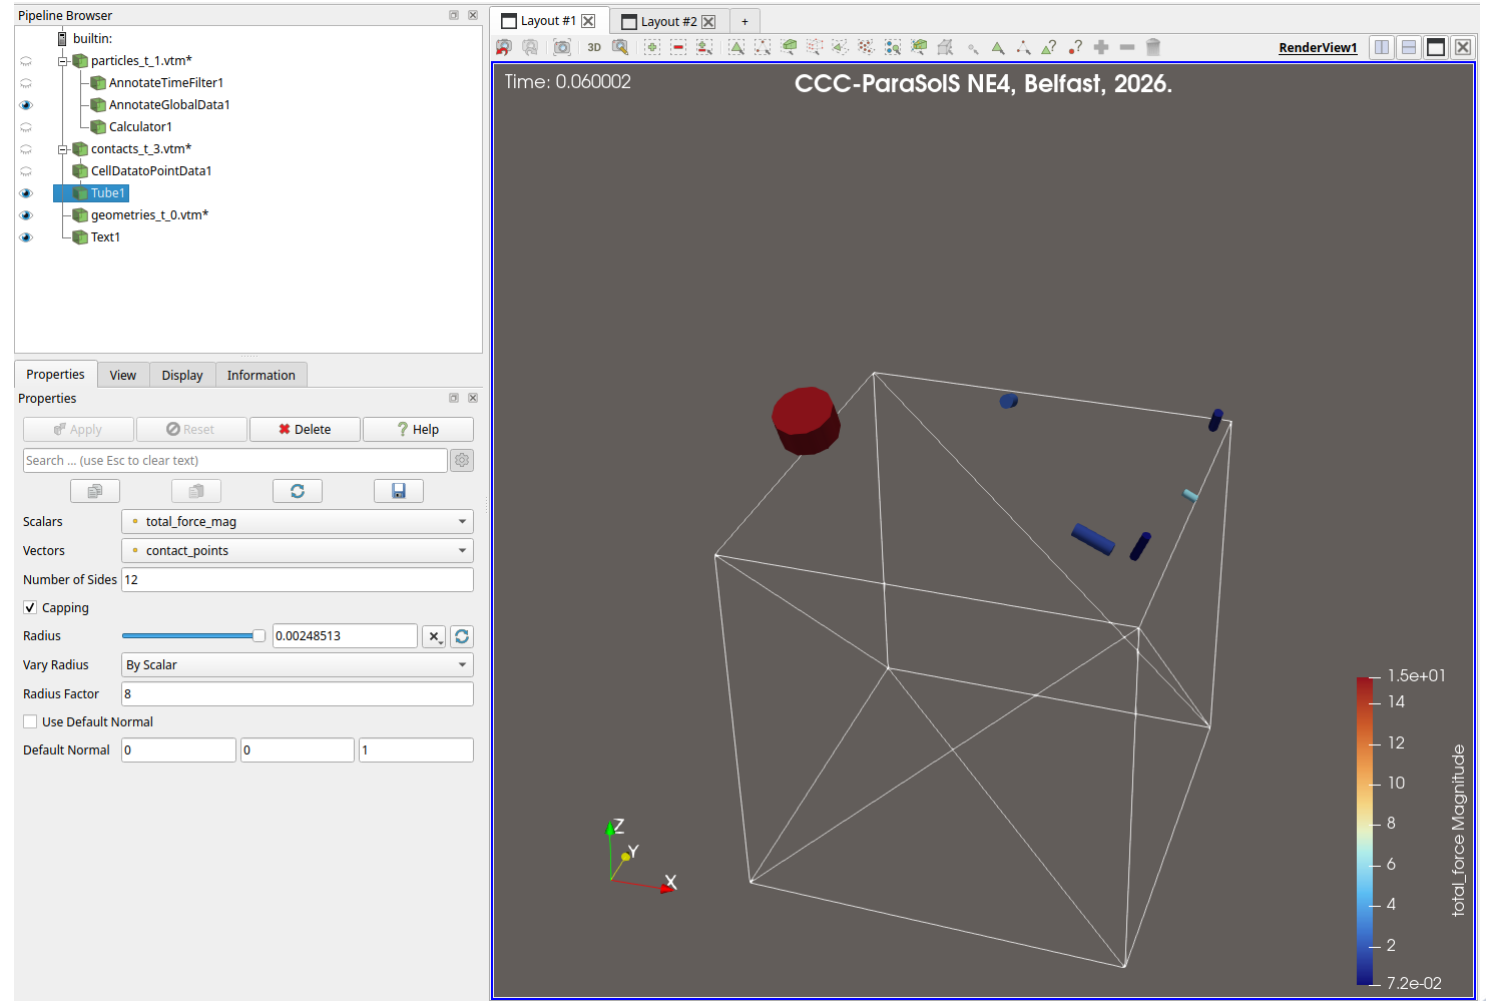 Pipeline Browser
builtin:
particles_t_1.vtm*
AnnotateTimeFilter1
AnnotateGlobalData1
Calculator1
contacts_t_3.vtm*
CellDatatoPointData1
Tube1
geometries_t_0.vtm*
Text1
Properties View Display Information
Properties
Apply Reset Delete ? Help
Search ... (use Esc to clear text)
Scalars total_force_mag
Vectors contact_points
Number of Sides 12
Capping
Radius 0.00248513
Vary Radius By Scalar
Radius Factor 8
Use Default Normal
Default Normal 0 0 1
Layout #1 Layout #2 +
3D RenderView1
Time: 0.060002
CCC-ParaSolS NE4, Belfast, 2026.
Z
Y
X
1.5e+01
14
12
10
8
6
4
2
7.2e-02
total_force Magnitude